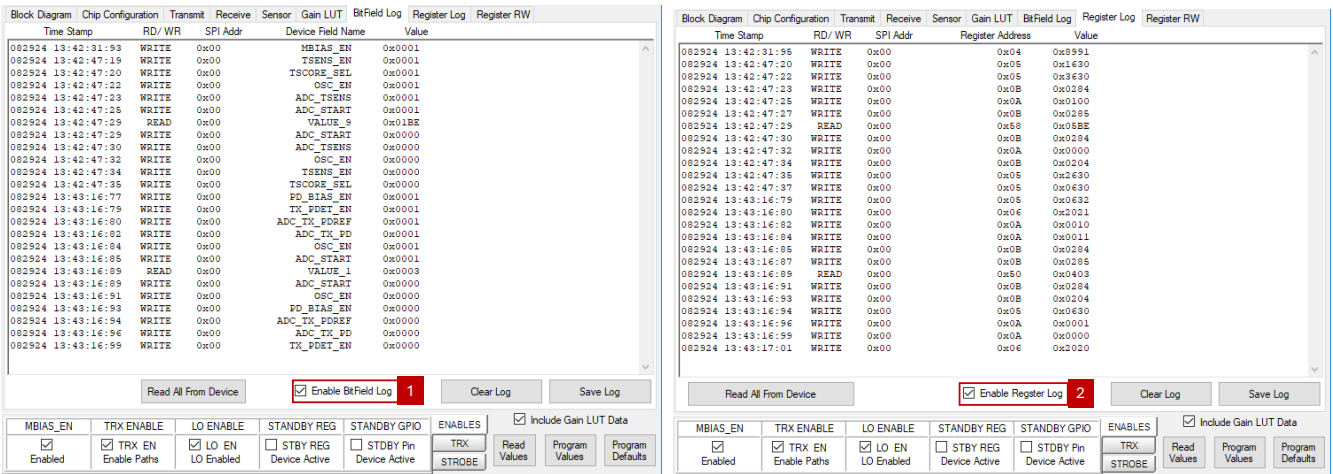 Block Diagram Chip Configuration Transmit Receive Sensor Gain LUT BitField Log Register Log Register RW
Time Stamp RD/ WR SPI Addr Device Field Name Value
082924 13:42:31:93 WRITE 0x00 MBIAS_EN 0x0001
082924 13:42:47:19 WRITE 0x00 TSENS_EN 0x0001
082924 13:42:47:20 WRITE 0x00 TSCORE_SEL 0x0001
082924 13:42:47:22 WRITE 0x00 OSC_EN 0x0001
082924 13:42:47:23 WRITE 0x00 ADC_TSENS 0x0001
082924 13:42:47:25 WRITE 0x00 ADC_START 0x0001
082924 13:42:47:29 READ 0x00 VALUE_9 0x01BE
082924 13:42:47:29 WRITE 0x00 ADC_START 0x0000
082924 13:42:47:30 WRITE 0x00 ADC_TSENS 0x0000
082924 13:42:47:32 WRITE 0x00 OSC_EN 0x0000
082924 13:42:47:34 WRITE 0x00 TSENS_EN 0x0000
082924 13:42:47:35 WRITE 0x00 TSCORE_SEL 0x0000
082924 13:43:16:77 WRITE 0x00 PD_BIAS_EN 0x0001
082924 13:43:16:79 WRITE 0x00 TX_PDET_EN 0x0001
082924 13:43:16:80 WRITE 0x00 ADC_TX_PDREF 0x0001
082924 13:43:16:82 WRITE 0x00 ADC_TX_PD 0x0001
082924 13:43:16:84 WRITE 0x00 OSC_EN 0x0001
082924 13:43:16:85 WRITE 0x00 ADC_START 0x0001
082924 13:43:16:89 READ 0x00 VALUE_1 0x0003
082924 13:43:16:89 WRITE 0x00 ADC_START 0x0000
082924 13:43:16:91 WRITE 0x00 OSC_EN 0x0000
082924 13:43:16:93 WRITE 0x00 PD_BIAS_EN 0x0000
082924 13:43:16:94 WRITE 0x00 ADC_TX_PDREF 0x0000
082924 13:43:16:96 WRITE 0x00 ADC_TX_PD 0x0000
082924 13:43:16:99 WRITE 0x00 TX_PDET_EN 0x0000
Read All From Device Enable BitField Log 1 Clear Log Save Log
MBIAS_EN TRX ENABLE LO ENABLE STANDBY REG STANDBY GPIO ENABLES Include Gain LUT Data
TRX EN LO EN STBY REG STDBY Pin TRX Read Program Program
Enabled Enable Paths LO Enabled Device Active Device Active STROBE Values Values Defaults
Block Diagram Chip Configuration Transmit Receive Sensor Gain LUT BitField Log Register Log Register RW
Time Stamp RD/ WR SPI Addr Register Address Value
082924 13:42:31:95 WRITE 0x00 0x04 0x8991
082924 13:42:47:20 WRITE 0x00 0x05 0x1630
082924 13:42:47:22 WRITE 0x00 0x05 0x3630
082924 13:42:47:23 WRITE 0x00 0x0B 0x0284
082924 13:42:47:25 WRITE 0x00 0x0A 0x0100
082924 13:42:47:27 WRITE 0x00 0x0B 0x0285
082924 13:42:47:29 READ 0x00 0x58 0x05BE
082924 13:42:47:30 WRITE 0x00 0x0B 0x0284
082924 13:42:47:32 WRITE 0x00 0x0A 0x0000
082924 13:42:47:34 WRITE 0x00 0x0B 0x0204
082924 13:42:47:35 WRITE 0x00 0x05 0x2630
082924 13:42:47:37 WRITE 0x00 0x05 0x0630
082924 13:43:16:79 WRITE 0x00 0x05 0x0632
082924 13:43:16:80 WRITE 0x00 0x06 0x2021
082924 13:43:16:82 WRITE 0x00 0x0A 0x0010
082924 13:43:16:84 WRITE 0x00 0x0A 0x0011
082924 13:43:16:85 WRITE 0x00 0x0B 0x0284
082924 13:43:16:87 WRITE 0x00 0x0B 0x0285
082924 13:43:16:89 READ 0x00 0x50 0x0403
082924 13:43:16:91 WRITE 0x00 0x0B 0x0284
082924 13:43:16:93 WRITE 0x00 0x0B 0x0204
082924 13:43:16:94 WRITE 0x00 0x05 0x0630
082924 13:43:16:96 WRITE 0x00 0x0A 0x0001
082924 13:43:16:99 WRITE 0x00 0x0A 0x0000
082924 13:43:17:01 WRITE 0x00 0x06 0x2020
Read All From Device Enable Regster Log 2 Clear Log Save Log
MBIAS_EN TRX ENABLE LO ENABLE STANDBY REG STANDBY GPIO ENABLES Include Gain LUT Data
TRX EN LO EN STBY REG STDBY Pin TRX Read Program Program
Enabled Enable Paths LO Enabled Device Active Device Active STROBE Values Values Defaults